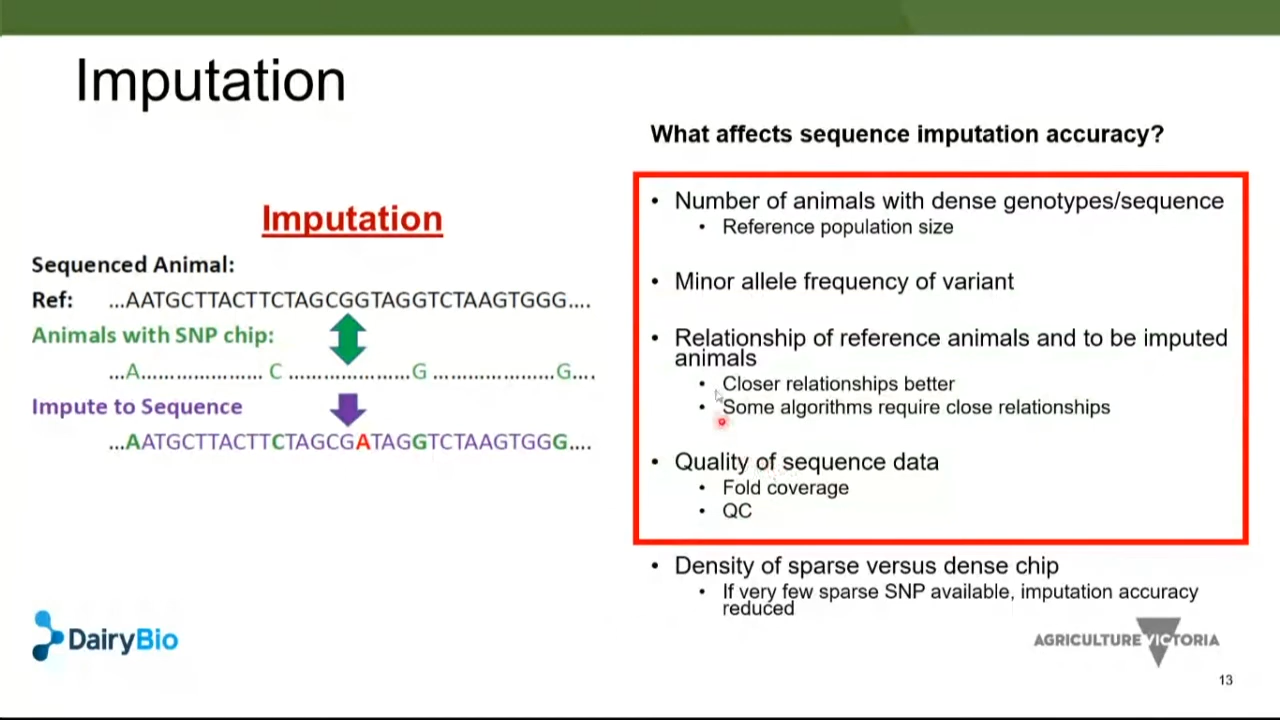 Imputation
Imputation
Sequenced Animal:
Ref: ...AATGCTTACTTCTAGCGGTAGGTCTAAGTGGG....
Animals with SNP chip:
...A...................... C ......................G ........................G....
Impute to Sequence
...AATGCTTACTTCTAGCGATAGGTCTAAGTGGG....
What affects sequence imputation accuracy?
• Number of animals with dense genotypes/sequence
• Reference population size
• Minor allele frequency of variant
• Relationship of reference animals and to be imputed
animals
• Closer relationships better
• Some algorithms require close relationships
• Quality of sequence data
• Fold coverage
• QC
• Density of sparse versus dense chip
• If very few sparse SNP available, imputation accuracy
reduced
DairyBio
AGRICULTURE VICTORIA
13